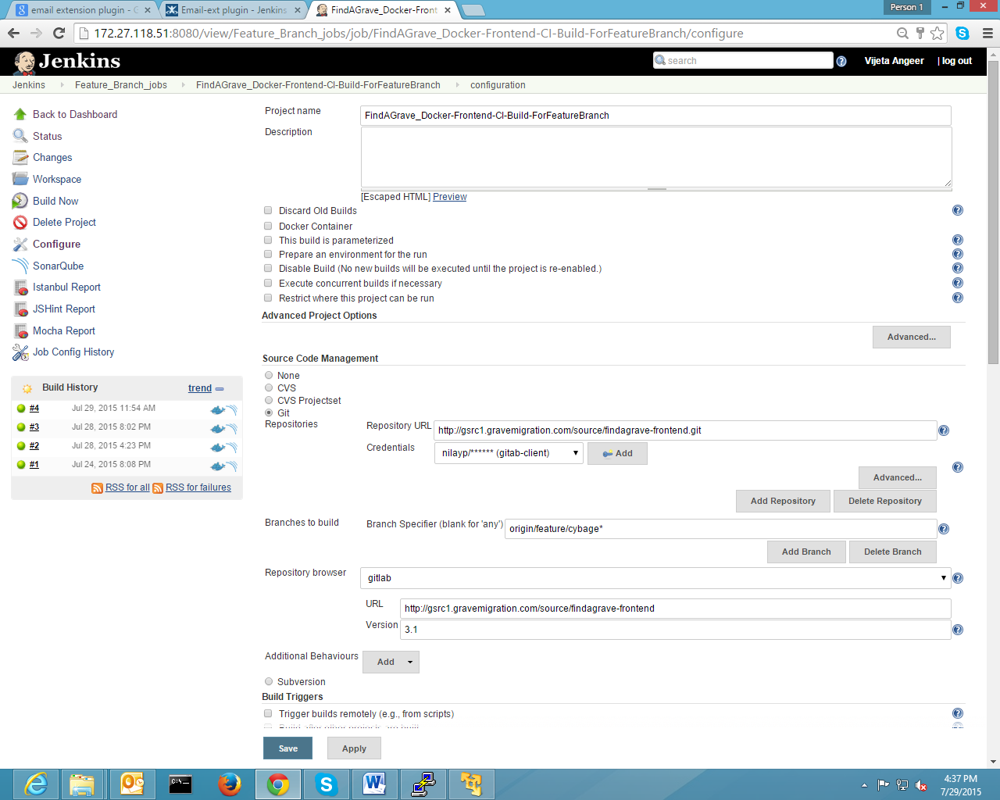 email extension plugin - G
Email-ext plugin - Jenkins
FindAGrave_Docker-Front
Person 1
172.27.118.51:8080/view/Feature_Branch_jobs/job/FindAGrave_Docker-Frontend-CI-Build-ForFeatureBranch/configure
Jenkins
search
Vijeta Angeer
| log out
Jenkins
Feature_Branch_jobs
FindAGrave_Docker-Frontend-CI-Build-ForFeatureBranch
configuration
Back to Dashboard
Status
Changes
Workspace
Build Now
Delete Project
Configure
SonarQube
Istanbul Report
JSHint Report
Mocha Report
Job Config History
Build History trend
#4 Jul 29, 2015 11:54 AM
#3 Jul 28, 2015 8:02 PM
#2 Jul 28, 2015 4:23 PM
#1 Jul 24, 2015 8:08 PM
RSS for all RSS for failures
Project name FindAGrave_Docker-Frontend-CI-Build-ForFeatureBranch
Description
[Escaped HTML] Preview
Discard Old Builds
Docker Container
This build is parameterized
Prepare an environment for the run
Disable Build (No new builds will be executed until the project is re-enabled.)
Execute concurrent builds if necessary
Restrict where this project can be run
Advanced Project Options
Advanced...
Source Code Management
None
CVS
CVS Projectset
Git
Repositories
Repository URL http://gsrc1.gravemigration.com/source/findagrave-frontend.git
Credentials nilayp/****** (gitab-client) Add
Advanced...
Add Repository Delete Repository
Branches to build Branch Specifier (blank for 'any') origin/feature/cybage*
Add Branch Delete Branch
Repository browser gitlab
URL http://gsrc1.gravemigration.com/source/findagrave-frontend
Version 3.1
Additional Behaviours Add
Subversion
Build Triggers
Trigger builds remotely (e.g., from scripts)
Build after other projects are built
Save Apply
4:37 PM
7/29/2015